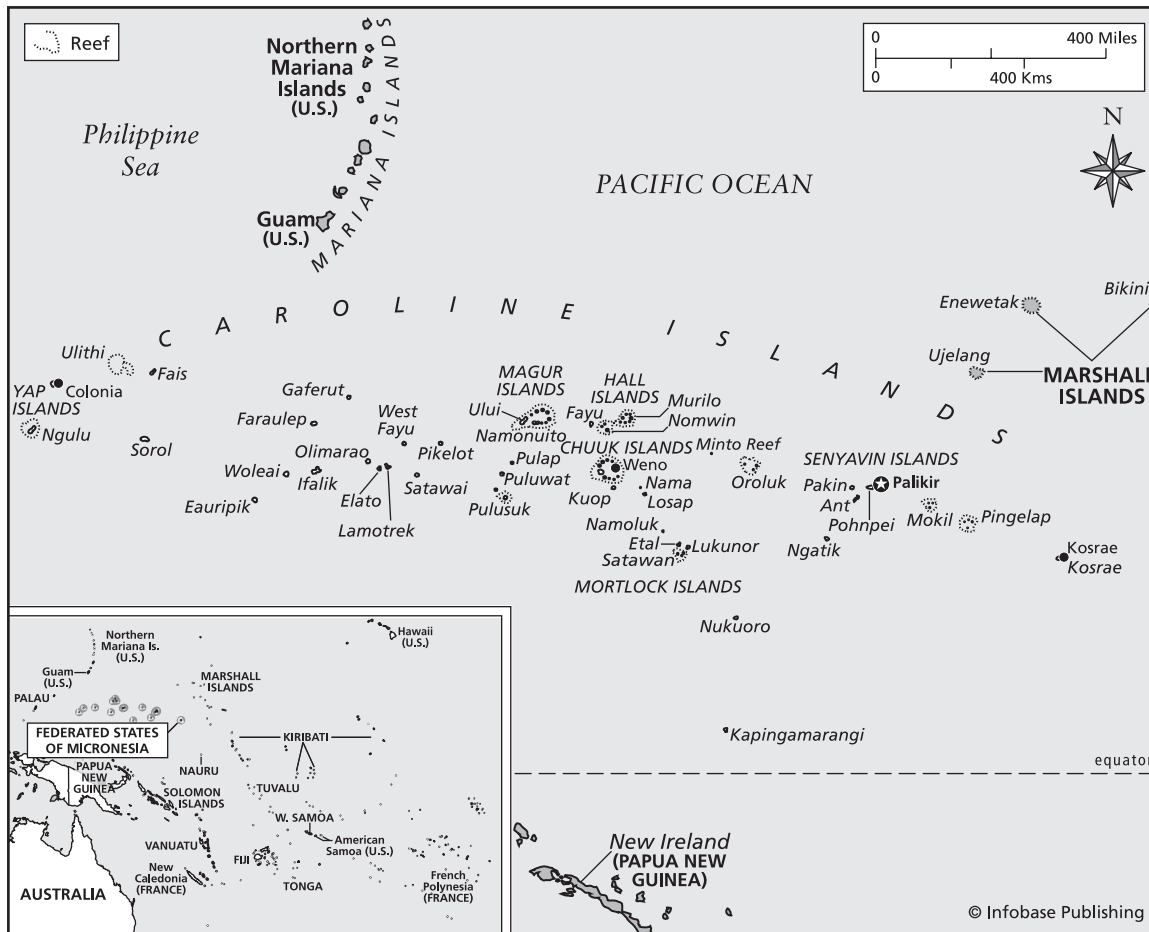 Reef
0 400 Miles
0 400 Kms
N
Northern
Mariana
Islands
(U.S.)
MARIANA ISLANDS
Philippine
Sea
PACIFIC OCEAN
Guam
(U.S.)
CAROLINE ISLANDS
Enewetak
Bikini
Ujelang
MARSHALL
ISLANDS
Ulithi
Fais
YAP
ISLANDS
Colonia
Ngulu
Sorol
Gaferut
Faraulep
West
Fayu
Olimarao
Pikelot
Woleai
Ifalik
Elato
Satawai
Eauripik
Lamotrek
MAGUR
ISLANDS
Ului
Namonuito
Pulap
Puluwat
Pulusuk
HALL
ISLANDS
Fayu
Murilo
Nomwin
CHUUK ISLANDS
Weno
Kuop
Nama
Losap
Minto Reef
Oroluk
Namoluk
Etal
Lukunor
Satawan
MORTLOCK ISLANDS
SENYAVIN ISLANDS
Pakin
Palikir
Ant
Pohnpei
Mokil
Pingelap
Ngatik
Kosrae
Kosrae
Nukuoro
Kapingamarangi
equator
New Ireland
(PAPUA NEW
GUINEA)
© Infobase Publishing
Northern
Mariana Is.
(U.S.)
Hawaii
(U.S.)
Guam
(U.S.)
MARSHALL
ISLANDS
PALAU
FEDERATED STATES
OF MICRONESIA
KIRIBATI
NAURU
PAPUA
NEW
GUINEA
TUVALU
SOLOMON
ISLANDS
W. SAMOA
American
Samoa (U.S.)
VANUATU
FIJI
New
Caledonia
(FRANCE)
TONGA
French
Polynesia
(FRANCE)
AUSTRALIA